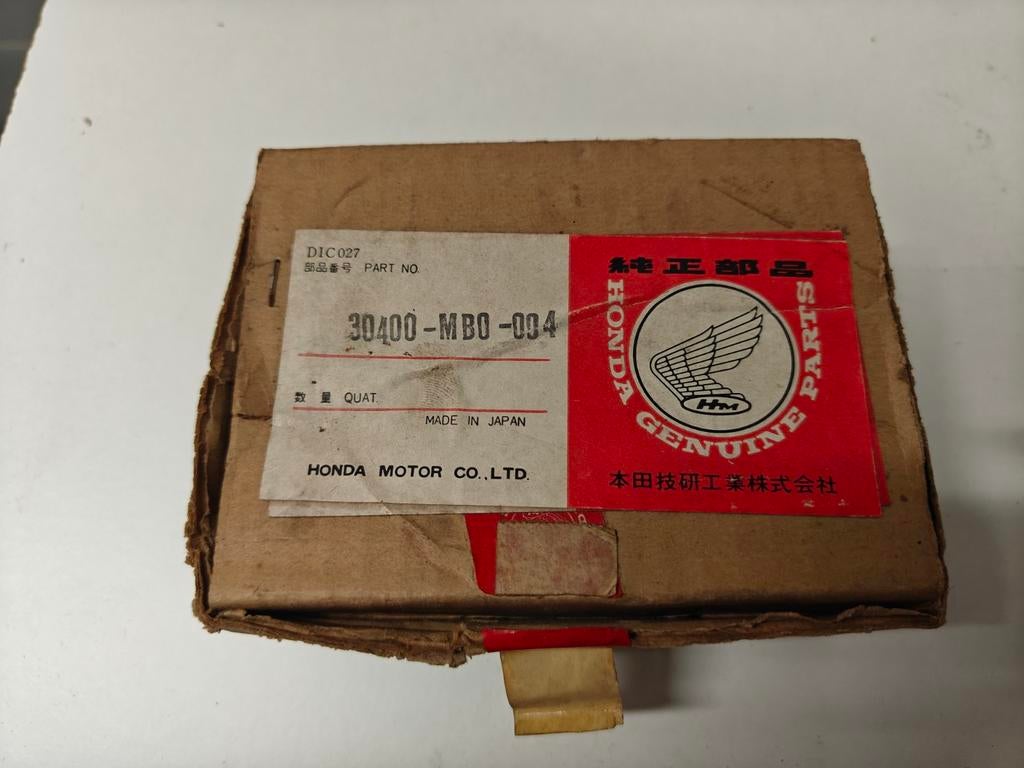 DIC027
部品番号 PART NO.
30400-MB0-004
数量 QUAT.
MADE IN JAPAN
HONDA MOTOR CO.,LTD.
純正部品
HONDA GENUINE PARTS
HM
本田技研工業株式会社